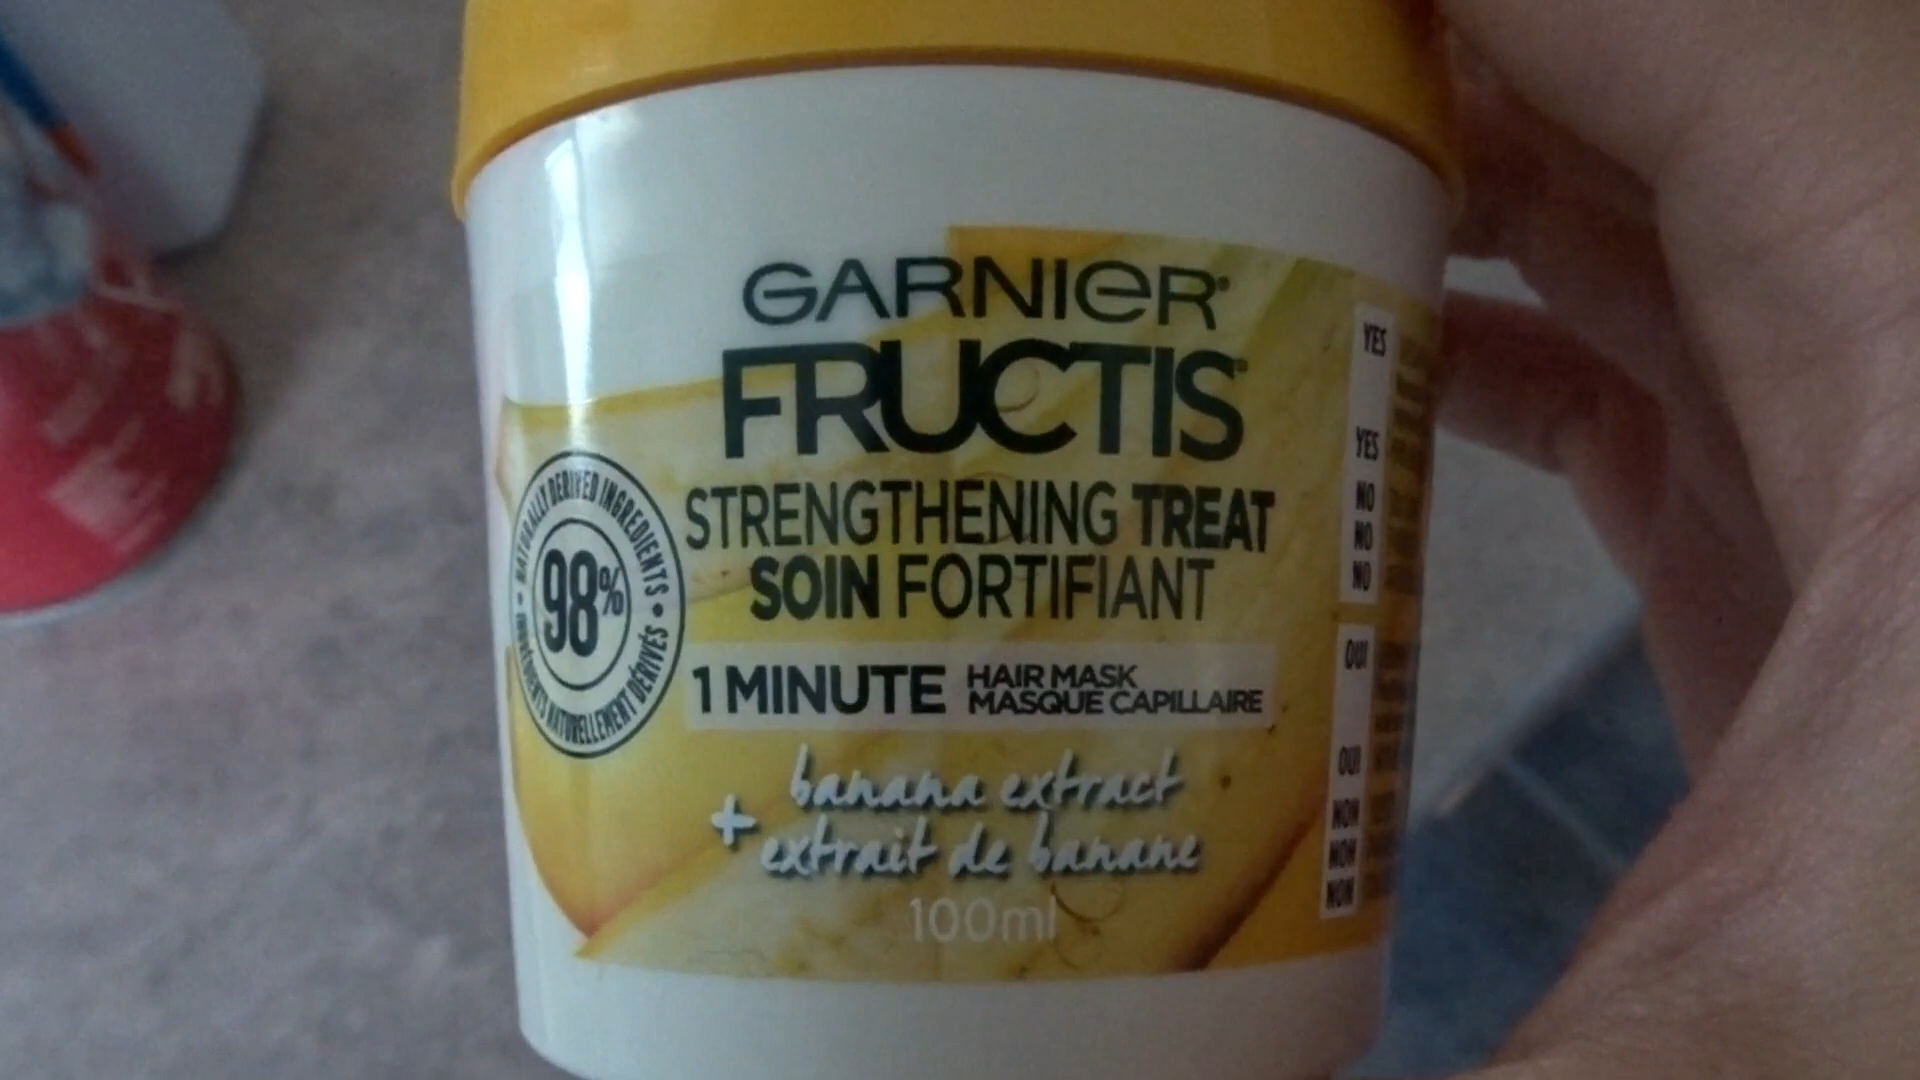 GARNIER
FRUCTIS
STRENGTHENING TREAT
SOIN FORTIFIANT
NATURALLY DERIVED INGREDIENTS
98%
INGRÉDIENTS NATURELLEMENT DÉRIVÉS
1 MINUTE HAIR MASK
MASQUE CAPILLAIRE
banana extract
+ extrait de banane
100ml
YES
YES
NO
NO
NO
OUI
OUI
NON
NON
NON